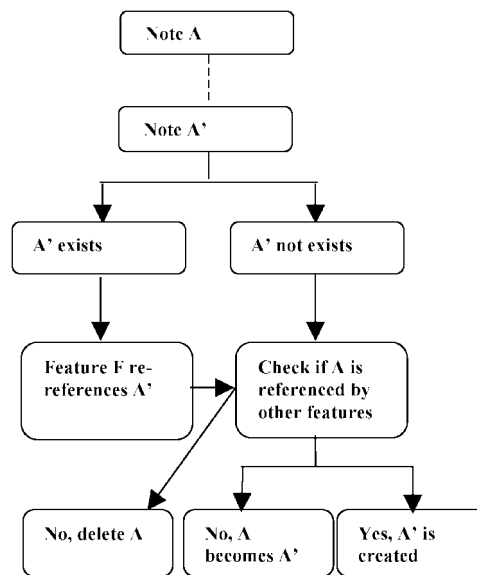 Note A
Note A’
A’ exists
A’ not exists
Feature F re-
references A’
Check if A is
referenced by
other features
No, delete A
No, A
becomes A’
Yes, A’ is
created